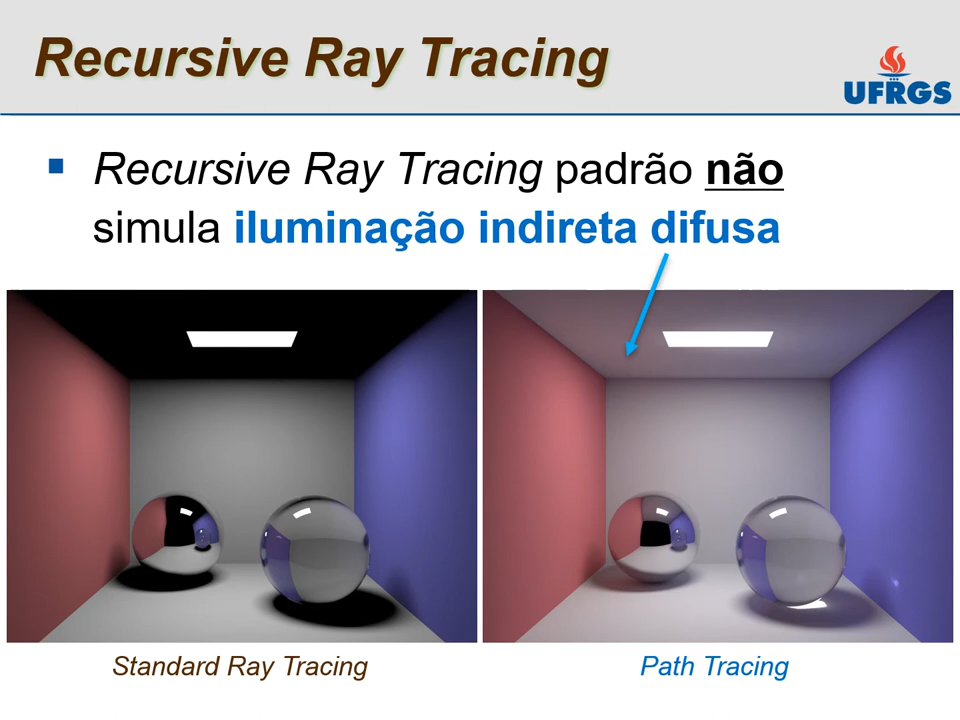 Recursive Ray Tracing
UFRGS
Recursive Ray Tracing padrão não
simula iluminação indireta difusa
Standard Ray Tracing
Path Tracing